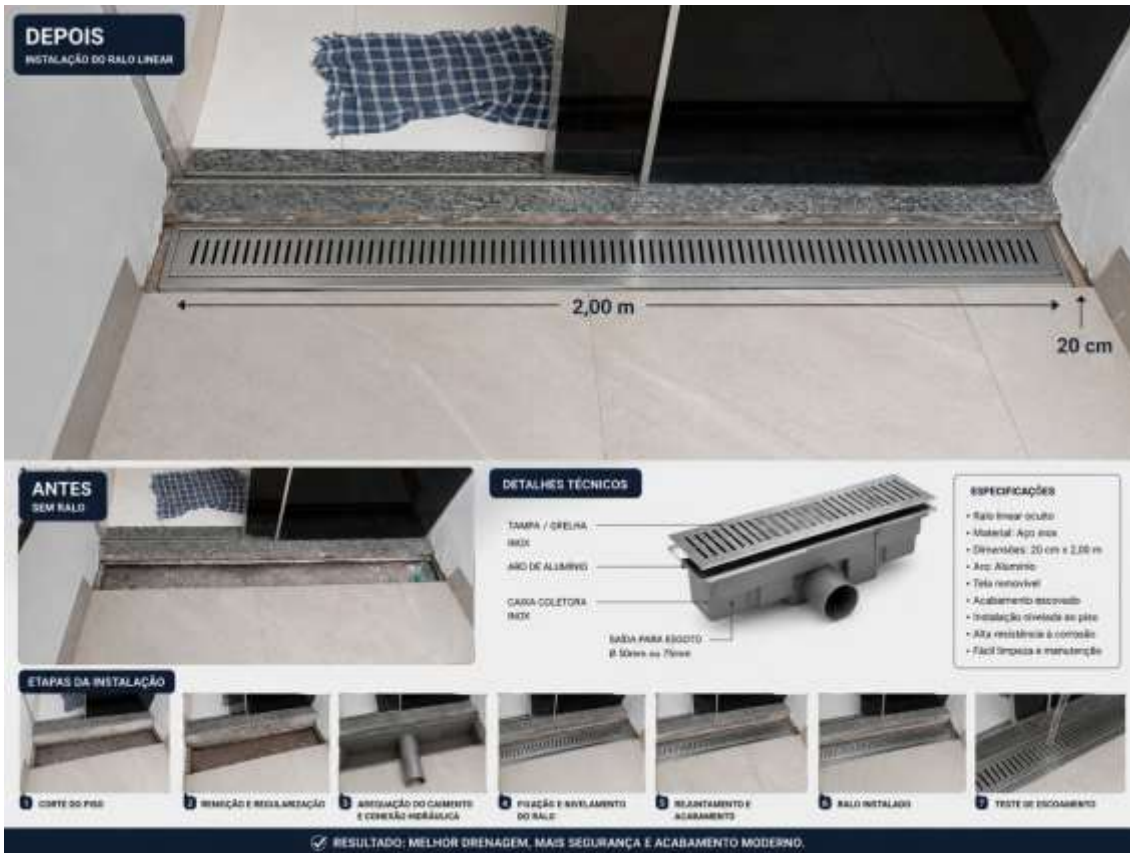 DEPOIS
INSTALAÇÃO DO RALO LINEAR
2,00 m
20 cm
ANTES
SEM RALO
DETALHES TÉCNICOS
TAMPA / GRELHA
INOX
ARO DE ALUMÍNIO
CAIXA COLETORA
INOX
SAÍDA PARA ESGOTO
Ø 50mm ou 75mm
ESPECIFICAÇÕES
• Ralo linear oculto
• Material: Aço inox
• Dimensões: 20 cm x 2,00 m
• Aro: Alumínio
• Tela removível
• Acabamento escovado
• Instalação nivelada ao piso
• Alta resistência à corrosão
• Fácil limpeza e manutenção
ETAPAS DA INSTALAÇÃO
1 CORTE DO PISO
2 REMOÇÃO E REGULARIZAÇÃO
3 ADEQUAÇÃO DO CAIMENTO
E CONEXÃO HIDRÁULICA
4 FIXAÇÃO E NIVELAMENTO
DO RALO
5 REJUNTAMENTO E
ACABAMENTO
6 RALO INSTALADO
7 TESTE DE ESCOAMENTO
RESULTADO: MELHOR DRENAGEM, MAIS SEGURANÇA E ACABAMENTO MODERNO.